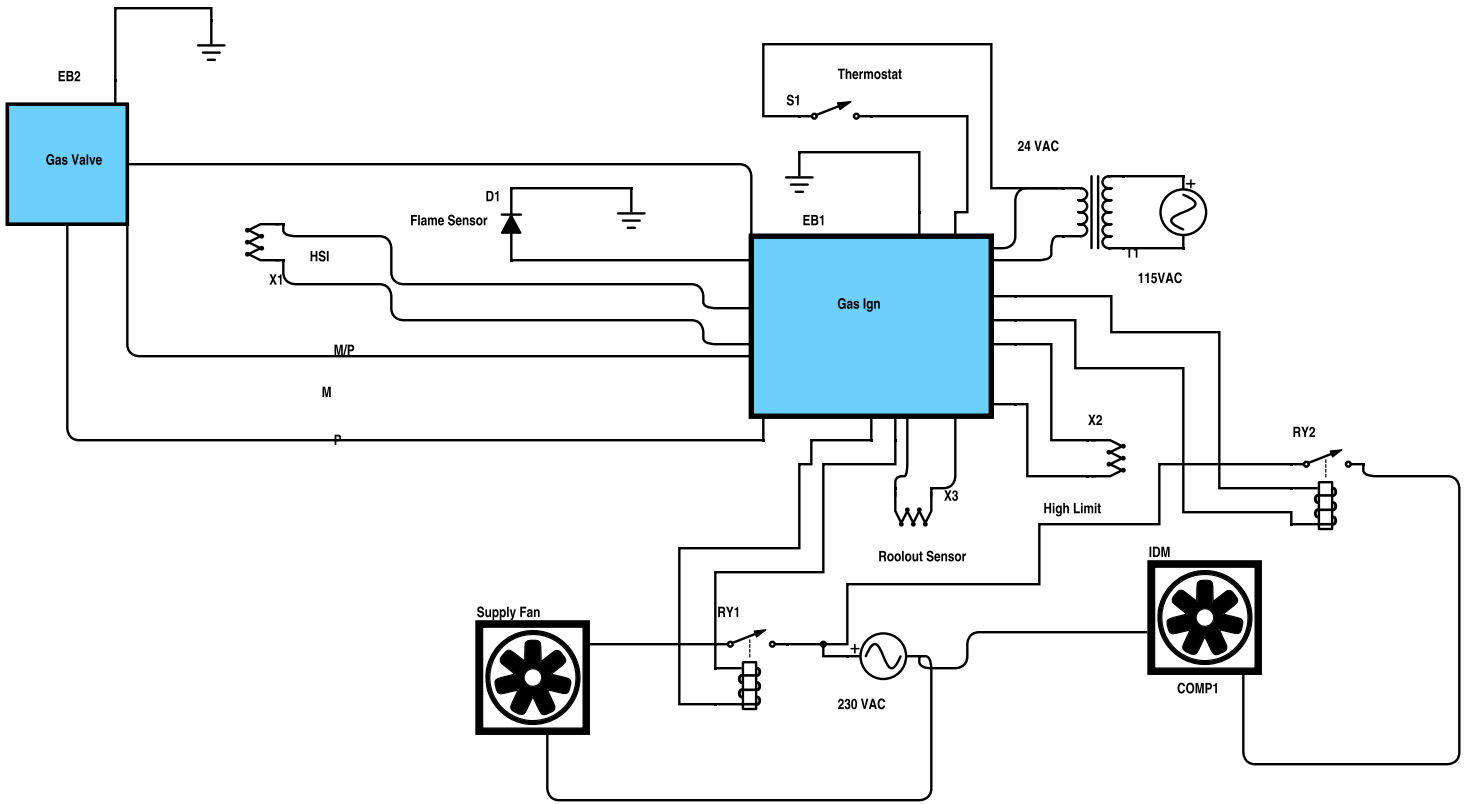 EB2
Gas Valve
Thermostat
S1
24 VAC
D1
Flame Sensor
EB1
HSI
X1
T1
115VAC
+
Gas Ign
M/P
M
P
X2
RY2
X3
High Limit
Roolout Sensor
IDM
Supply Fan
RY1
+
230 VAC
COMP1